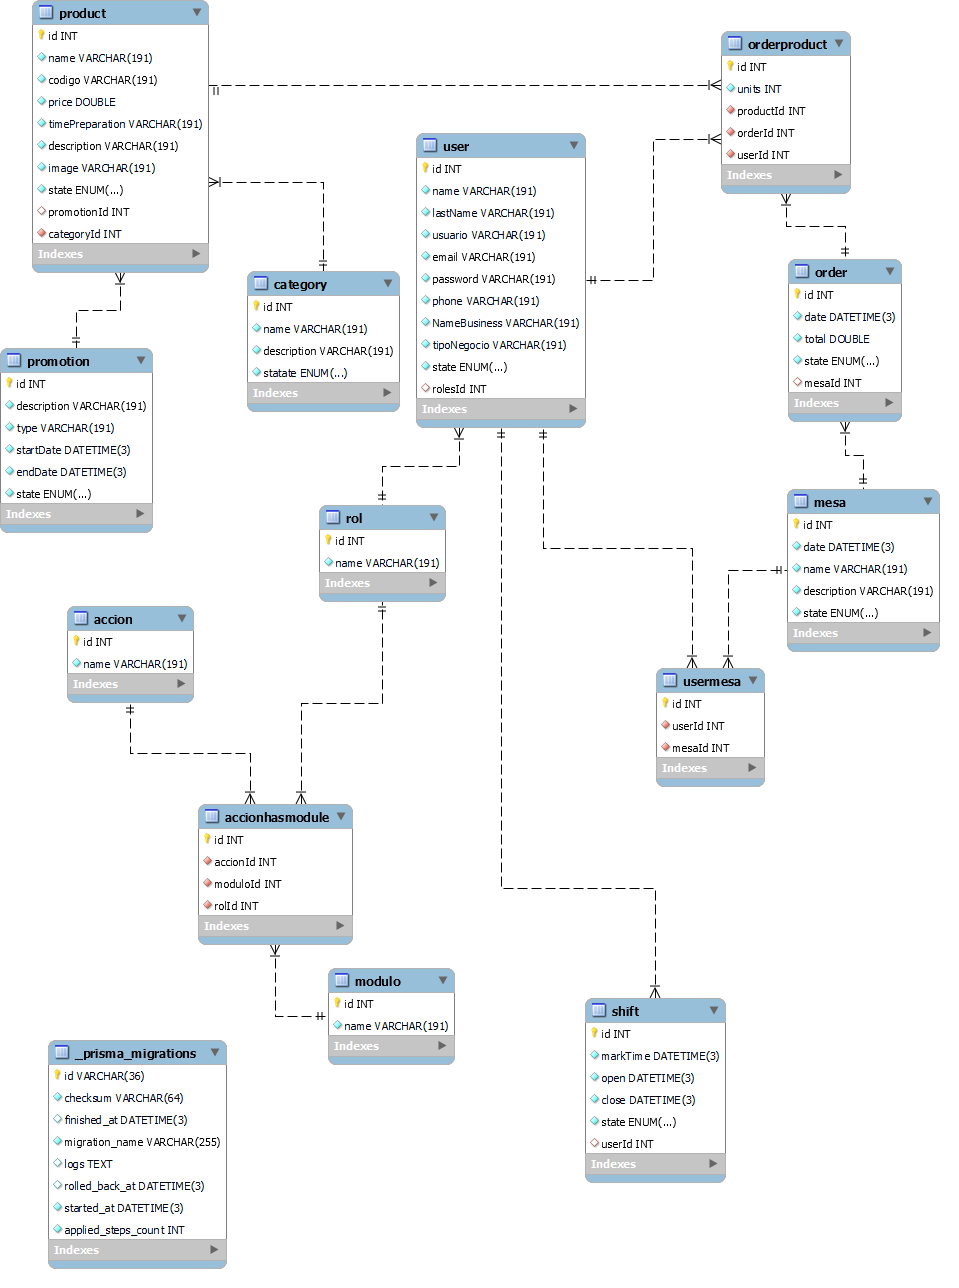 product
id INT
name VARCHAR(191)
codigo VARCHAR(191)
price DOUBLE
timePreparation VARCHAR(191)
description VARCHAR(191)
image VARCHAR(191)
state ENUM(...)
promotionId INT
categoryId INT
Indexes
orderproduct
id INT
units INT
productId INT
orderId INT
userId INT
Indexes
user
id INT
name VARCHAR(191)
lastName VARCHAR(191)
usuario VARCHAR(191)
email VARCHAR(191)
password VARCHAR(191)
phone VARCHAR(191)
NameBusiness VARCHAR(191)
tipoNegocio VARCHAR(191)
state ENUM(...)
rolesId INT
Indexes
category
id INT
name VARCHAR(191)
description VARCHAR(191)
statate ENUM(...)
Indexes
order
id INT
date DATETIME(3)
total DOUBLE
state ENUM(...)
mesaId INT
Indexes
promotion
id INT
description VARCHAR(191)
type VARCHAR(191)
startDate DATETIME(3)
endDate DATETIME(3)
state ENUM(...)
Indexes
rol
id INT
name VARCHAR(191)
Indexes
mesa
id INT
date DATETIME(3)
name VARCHAR(191)
description VARCHAR(191)
state ENUM(...)
Indexes
accion
id INT
name VARCHAR(191)
Indexes
usermesa
id INT
userId INT
mesaId INT
Indexes
accionhasmodule
id INT
accionId INT
moduloId INT
rolId INT
Indexes
modulo
id INT
name VARCHAR(191)
Indexes
shift
id INT
markTime DATETIME(3)
open DATETIME(3)
close DATETIME(3)
state ENUM(...)
userId INT
Indexes
_prisma_migrations
id VARCHAR(36)
checksum VARCHAR(64)
finished_at DATETIME(3)
migration_name VARCHAR(255)
logs TEXT
rolled_back_at DATETIME(3)
started_at DATETIME(3)
applied_steps_count INT
Indexes